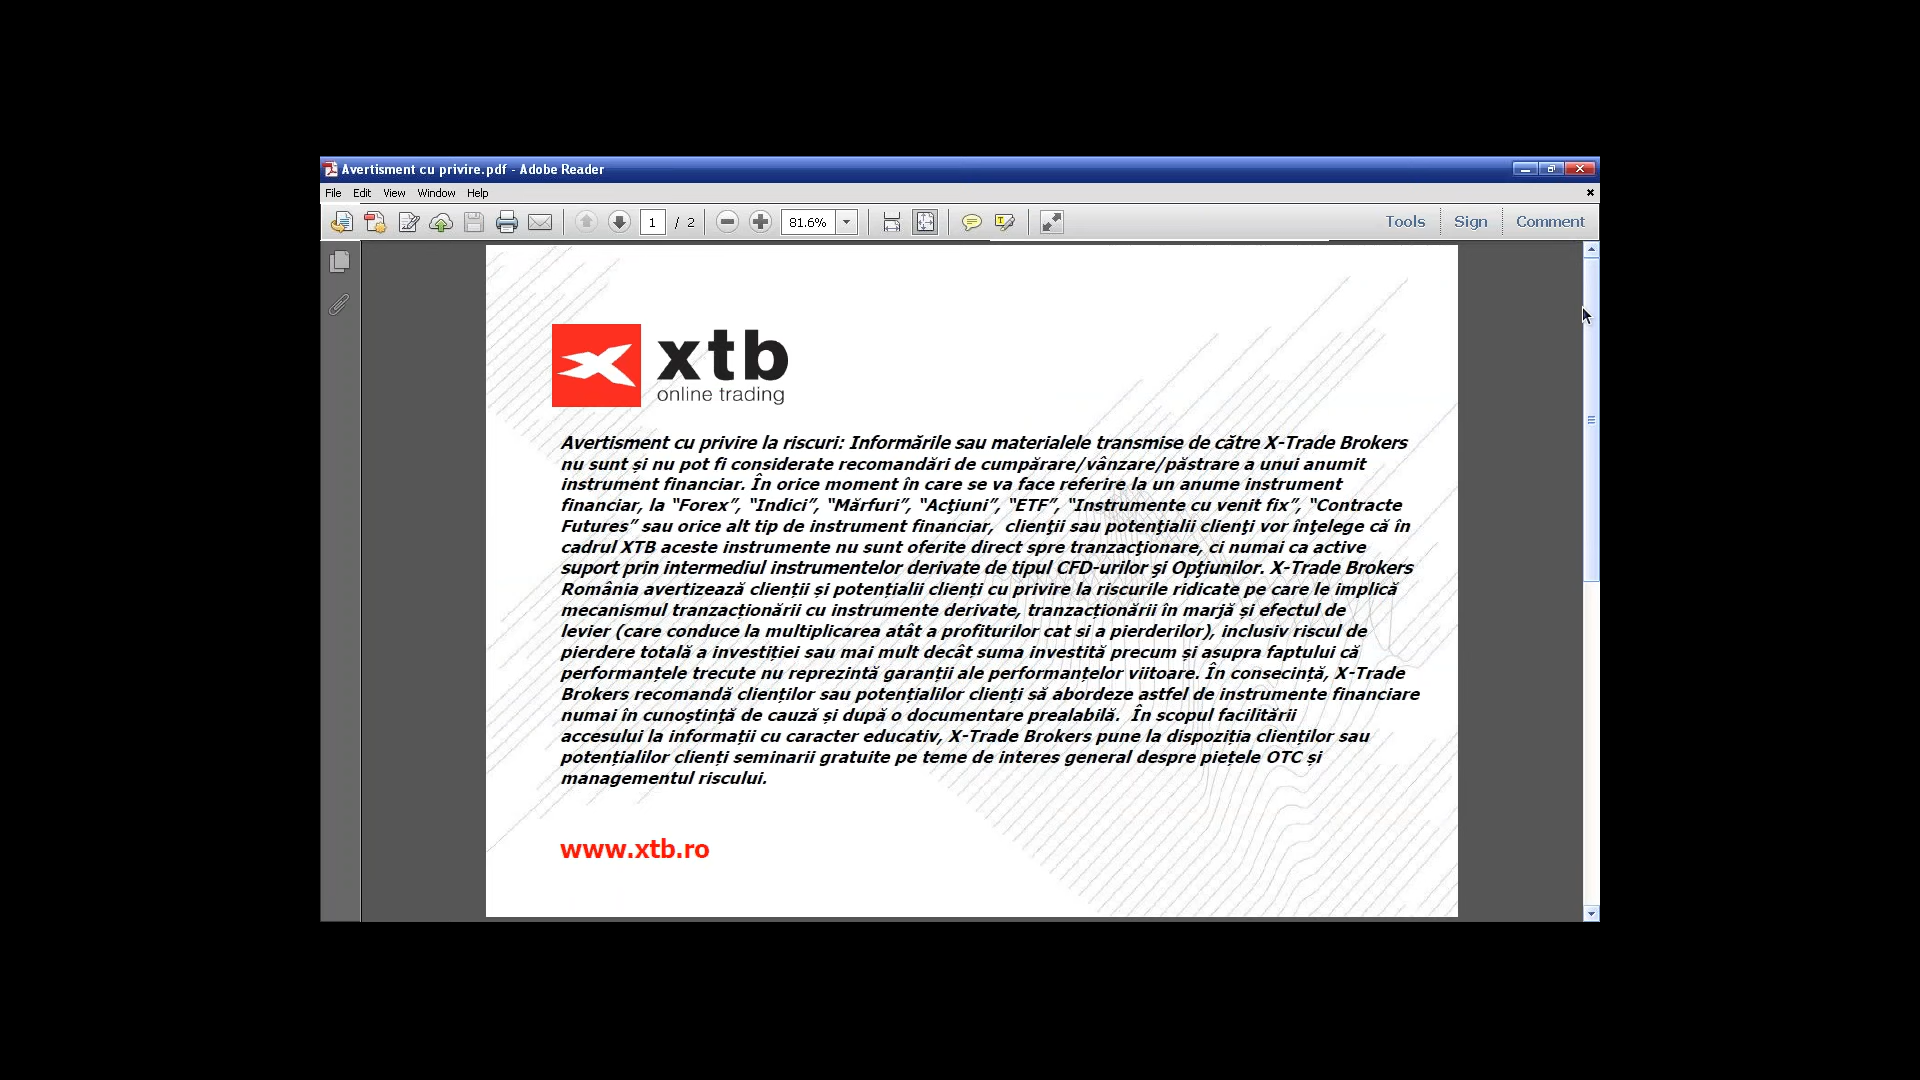 Avertisment cu privire.pdf - Adobe Reader
File Edit View Window Help
1 / 2 81.6% Tools Sign Comment
xtb
online trading
Avertisment cu privire la riscuri: Informările sau materialele transmise de către X-Trade Brokers
nu sunt și nu pot fi considerate recomandări de cumpărare/vânzare/păstrare a unui anumit
instrument financiar. În orice moment în care se va face referire la un anume instrument
financiar, la “Forex”, “Indici”, “Mărfuri”, “Acţiuni”, “ETF”, “Instrumente cu venit fix”, “Contracte
Futures” sau orice alt tip de instrument financiar,  clienţii sau potenţialii clienţi vor înţelege că în
cadrul XTB aceste instrumente nu sunt oferite direct spre tranzacţionare, ci numai ca active
suport prin intermediul instrumentelor derivate de tipul CFD-urilor şi Opţiunilor. X-Trade Brokers
România avertizează clienții și potențialii clienți cu privire la riscurile ridicate pe care le implică
mecanismul tranzacționării cu instrumente derivate, tranzacționării în marjă și efectul de
levier (care conduce la multiplicarea atât a profiturilor cat si a pierderilor), inclusiv riscul de
pierdere totală a investiției sau mai mult decât suma investită precum și asupra faptului că
performanțele trecute nu reprezintă garanții ale performanțelor viitoare. În consecință, X-Trade
Brokers recomandă clienților sau potențialilor clienți să abordeze astfel de instrumente financiare
numai în cunoștință de cauză și după o documentare prealabilă.  În scopul facilitării
accesului la informații cu caracter educativ, X-Trade Brokers pune la dispoziția clienților sau
potențialilor clienți seminarii gratuite pe teme de interes general despre piețele OTC și
managementul riscului.
www.xtb.ro